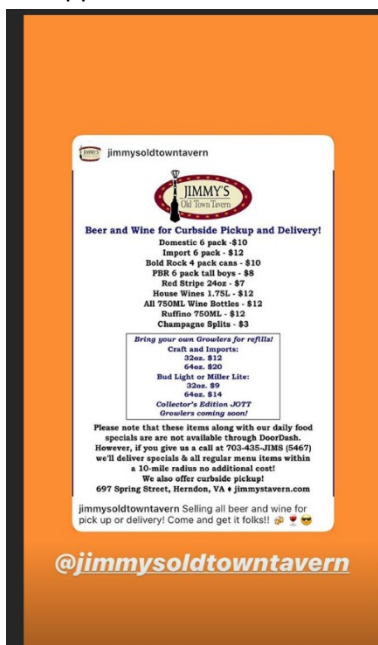 jimmysoldtowntavern
JIMMY'S
Old Town Tavern
Beer and Wine for Curbside Pickup and Delivery!
Domestic 6 pack -$10
Import 6 pack - $12
Bold Rock 4 pack cans - $10
PBR 6 pack tall boys - $8
Red Stripe 24oz - $7
House Wines 1.75L - $12
All 750ML Wine Bottles - $12
Ruffino 750ML - $12
Champagne Splits - $3
Bring your own Growlers for refills!
Craft and Imports:
32oz. $12
64oz. $20
Bud Light or Miller Lite:
32oz. $9
64oz. $14
Collector's Edition JOTT
Growlers coming soon!
Please note that these items along with our daily food
specials are are not available through DoorDash.
However, if you give us a call at 703-435-JIMS (5467)
we'll deliver specials & all regular menu items within
a 10-mile radius no additional cost!
We also offer curbside pickup!
697 Spring Street, Herndon, VA ♦ jimmystavern.com
jimmysoldtowntavern Selling all beer and wine for
pick up or delivery! Come and get it folks!! 🍻 🍷 😎
@jimmysoldtowntavern